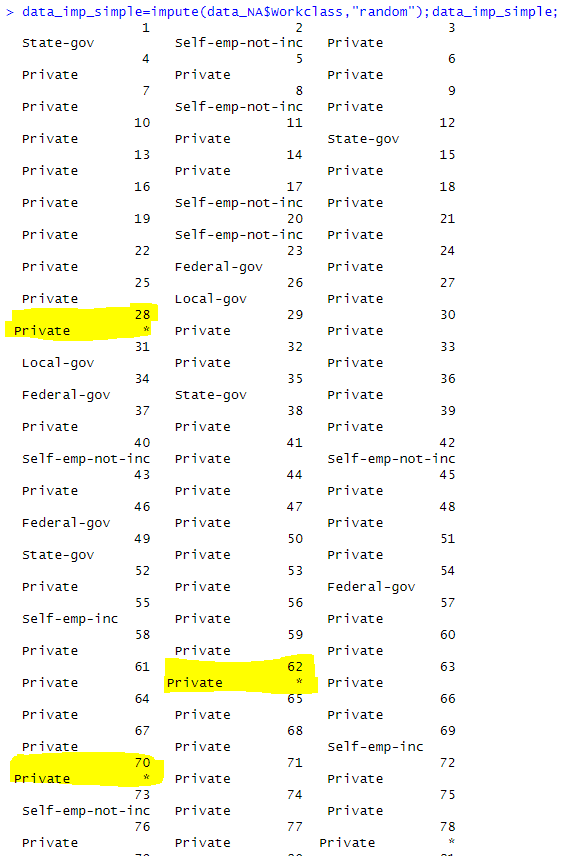 > data_imp_simple=impute(data_NA$Workclass,"random");data_imp_simple;
1 2 3
State-gov Self-emp-not-inc Private
4 5 6
Private Private Private
7 8 9
Private Self-emp-not-inc Private
10 11 12
Private Private State-gov
13 14 15
Private Private Private
16 17 18
Private Self-emp-not-inc Private
19 20 21
Private Self-emp-not-inc Private
22 23 24
Private Federal-gov Private
25 26 27
Private Local-gov Private
28 29 30
Private * Private Private
31 32 33
Local-gov Private Private
34 35 36
Federal-gov State-gov Private
37 38 39
Private Private Private
40 41 42
Self-emp-not-inc Private Self-emp-not-inc
43 44 45
Private Private Private
46 47 48
Federal-gov Private Private
49 50 51
State-gov Private Private
52 53 54
Private Private Federal-gov
55 56 57
Self-emp-inc Private Private
58 59 60
Private Private Private
61 62 63
Private Private * Private
64 65 66
Private Private Private
67 68 69
Private Private Self-emp-inc
70 71 72
Private * Private Private
73 74 75
Self-emp-not-inc Private Private
76 77 78
Private Private Private *